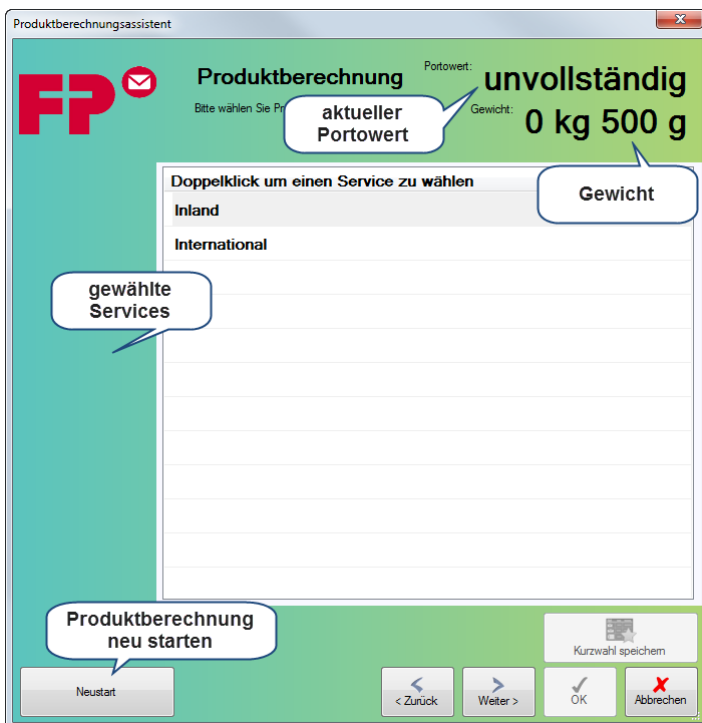 Produktberechnungsassistent
FP
Produktberechnung
Portowert:
unvollständig
Bitte wählen Sie
aktueller
Portowert
Gewicht:
0 kg 500 g
Gewicht
Doppelklick um einen Service zu wählen
Inland
International
gewählte
Services
Produktberechnung
neu starten
Kurzwahl speichern
Neustart
< Zurück
Weiter >
OK
Abbrechen